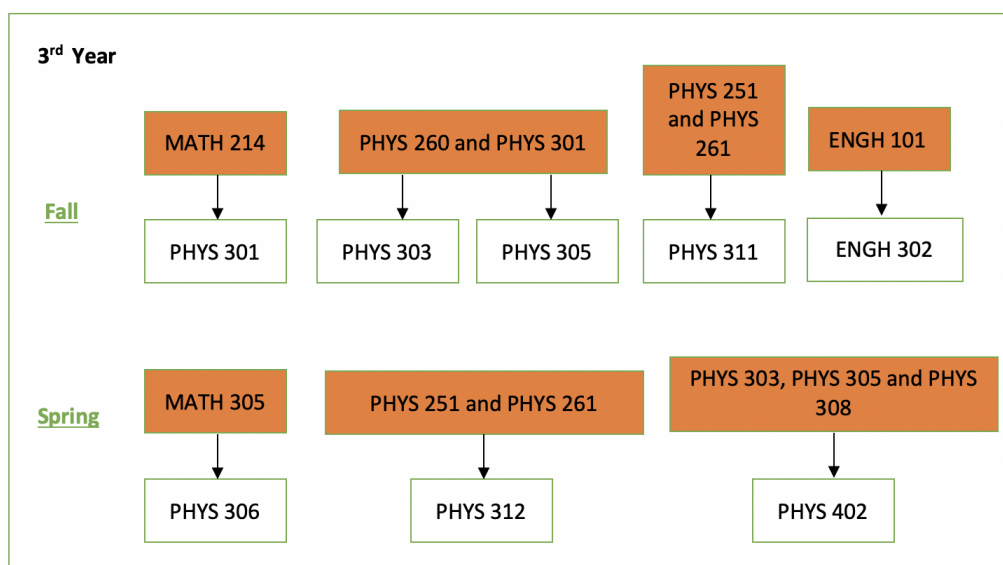 3rd Year
PHYS 251
and PHYS
261
MATH 214
PHYS 260 and PHYS 301
ENGH 101
Fall
PHYS 301
PHYS 303
PHYS 305
PHYS 311
ENGH 302
PHYS 303, PHYS 305 and PHYS
308
MATH 305
PHYS 251 and PHYS 261
Spring
PHYS 306
PHYS 312
PHYS 402